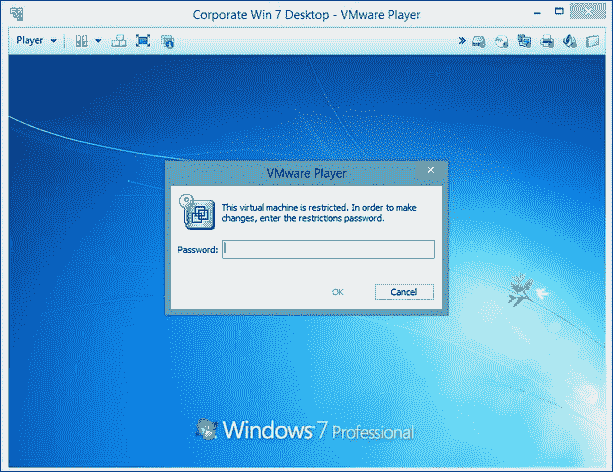 Corporate Win 7 Desktop - VMware Player
Player
VMware Player
This virtual machine is restricted. In order to make
changes, enter the restrictions password.
Password:
OK
Cancel
Windows 7 Professional